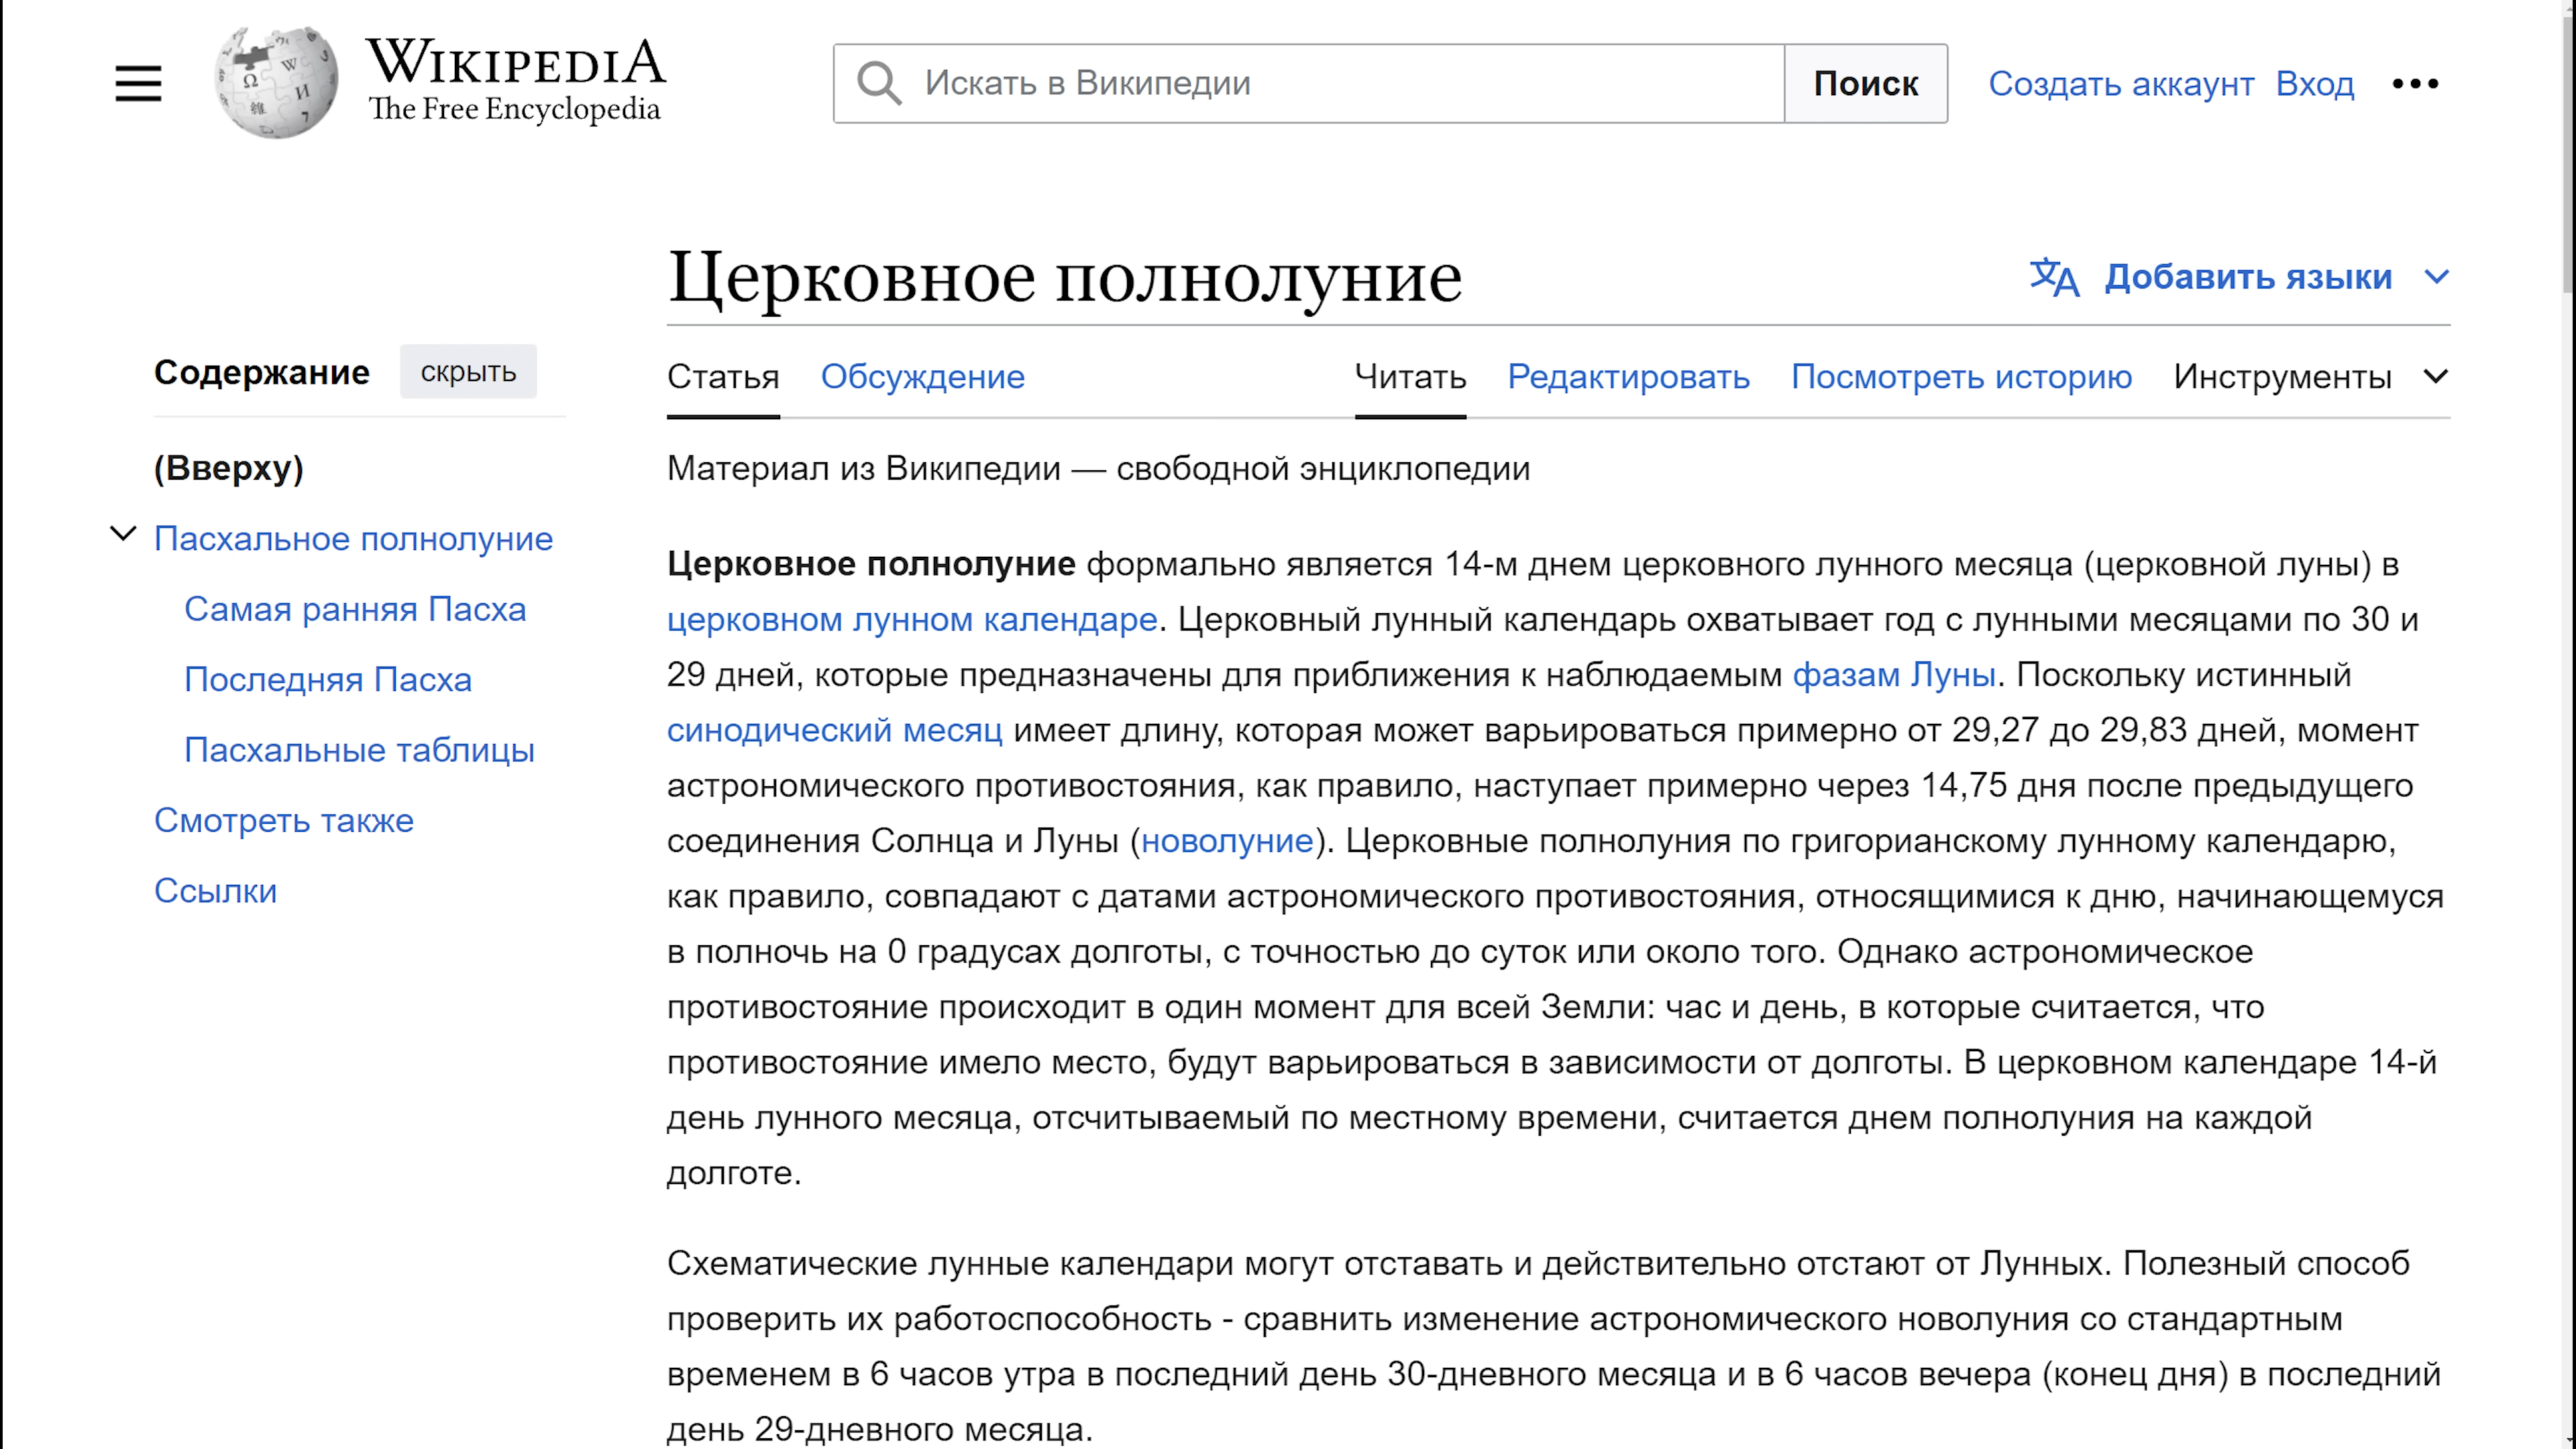 WIKIPEDIA
The Free Encyclopedia
Искать в Википедии
Поиск
Создать аккаунт Вход
Церковное полнолуние
Добавить языки
Содержание скрыть
(Вверху)
Пасхальное полнолуние
Самая ранняя Пасха
Последняя Пасха
Пасхальные таблицы
Смотреть также
Ссылки
Статья Обсуждение Читать Редактировать Посмотреть историю Инструменты
Материал из Википедии — свободной энциклопедии
Церковное полнолуние формально является 14-м днем церковного лунного месяца (церковной луны) в
церковном лунном календаре. Церковный лунный календарь охватывает год с лунными месяцами по 30 и
29 дней, которые предназначены для приближения к наблюдаемым фазам Луны. Поскольку истинный
синодический месяц имеет длину, которая может варьироваться примерно от 29,27 до 29,83 дней, момент
астрономического противостояния, как правило, наступает примерно через 14,75 дня после предыдущего
соединения Солнца и Луны (новолуние). Церковные полнолуния по григорианскому лунному календарю,
как правило, совпадают с датами астрономического противостояния, относящимися к дню, начинающемуся
в полночь на 0 градусах долготы, с точностью до суток или около того. Однако астрономическое
противостояние происходит в один момент для всей Земли: час и день, в которые считается, что
противостояние имело место, будут варьироваться в зависимости от долготы. В церковном календаре 14-й
день лунного месяца, отсчитываемый по местному времени, считается днем полнолуния на каждой
долготе.
Схематические лунные календари могут отставать и действительно отстают от Лунных. Полезный способ
проверить их работоспособность - сравнить изменение астрономического новолуния со стандартным
временем в 6 часов утра в последний день 30-дневного месяца и в 6 часов вечера (конец дня) в последний
день 29-дневного месяца.